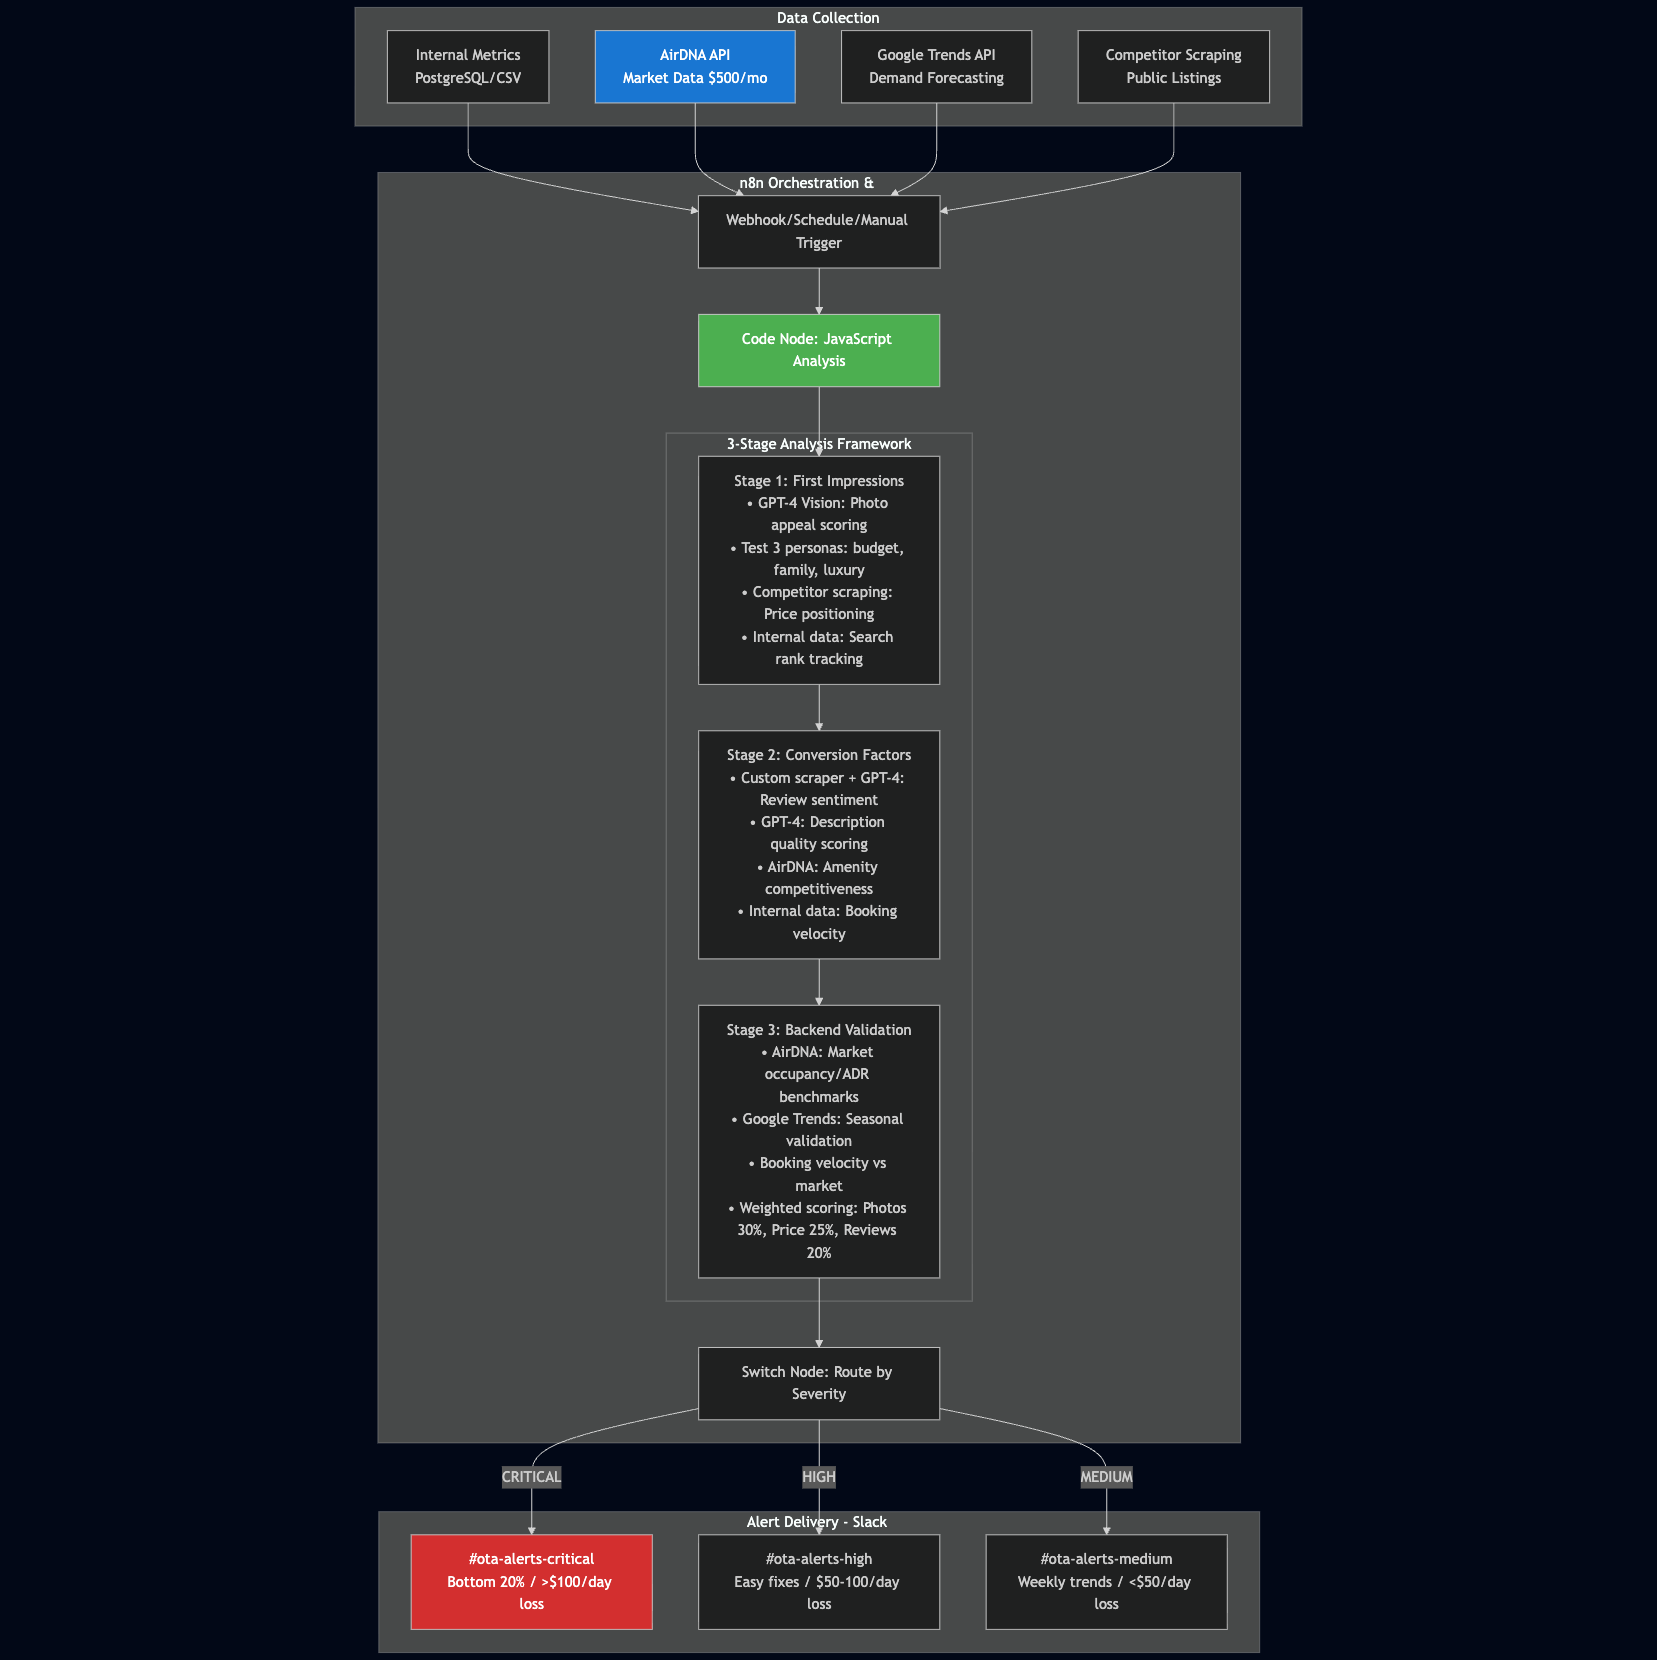 Data Collection
Internal Metrics
PostgreSQL/CSV
AirDNA API
Market Data $500/mo
Google Trends API
Demand Forecasting
Competitor Scraping
Public Listings
n8n Orchestration &
Webhook/Schedule/Manual
Trigger
Code Node: JavaScript
Analysis
3-Stage Analysis Framework
Stage 1: First Impressions
• GPT-4 Vision: Photo
appeal scoring
• Test 3 personas: budget,
family, luxury
• Competitor scraping:
Price positioning
• Internal data: Search
rank tracking
Stage 2: Conversion Factors
• Custom scraper + GPT-4:
Review sentiment
• GPT-4: Description
quality scoring
• AirDNA: Amenity
competitiveness
• Internal data: Booking
velocity
Stage 3: Backend Validation
• AirDNA: Market
occupancy/ADR
benchmarks
• Google Trends: Seasonal
validation
• Booking velocity vs
market
• Weighted scoring: Photos
30%, Price 25%, Reviews
20%
Switch Node: Route by
Severity
CRITICAL
HIGH
MEDIUM
Alert Delivery - Slack
#ota-alerts-critical
Bottom 20% / >$100/day
loss
#ota-alerts-high
Easy fixes / $50-100/day
loss
#ota-alerts-medium
Weekly trends / <$50/day
loss